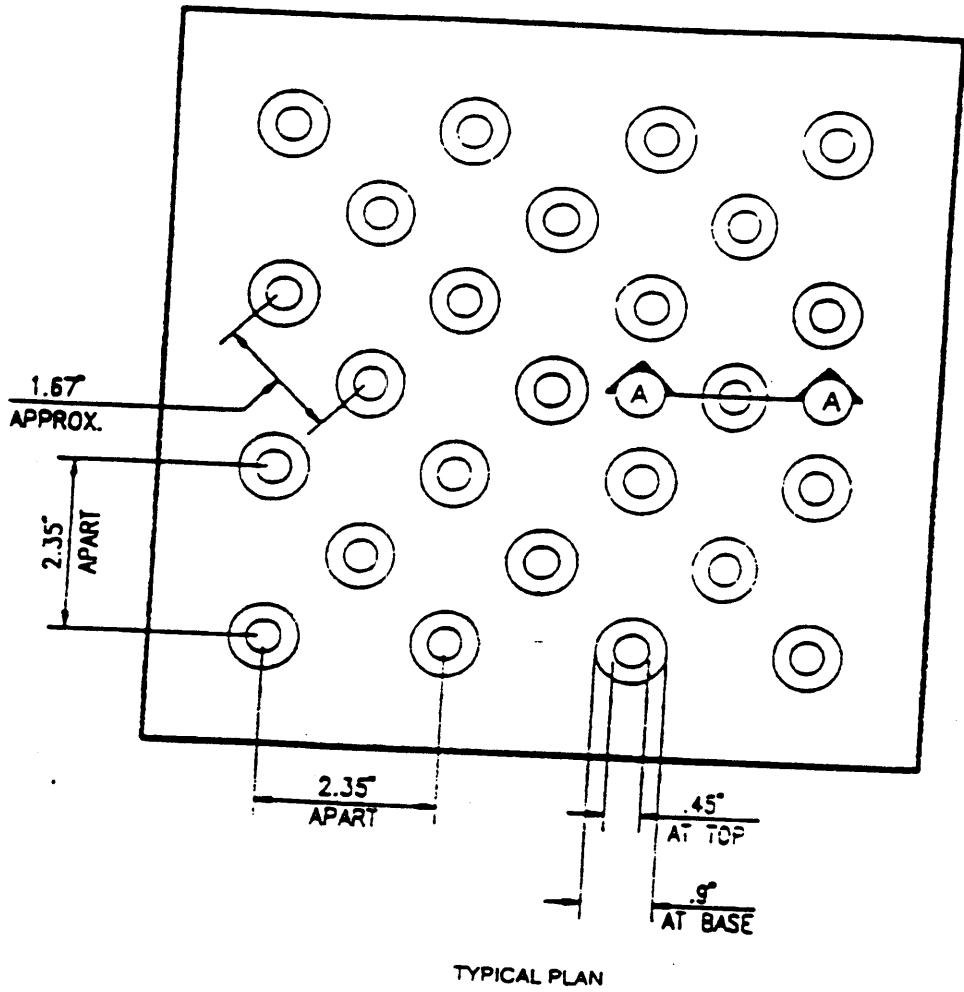 A A
1.67"
APPROX.
2.35"
APART
2.35"
APART
.45"
AT TOP
.9"
AT BASE
TYPICAL PLAN